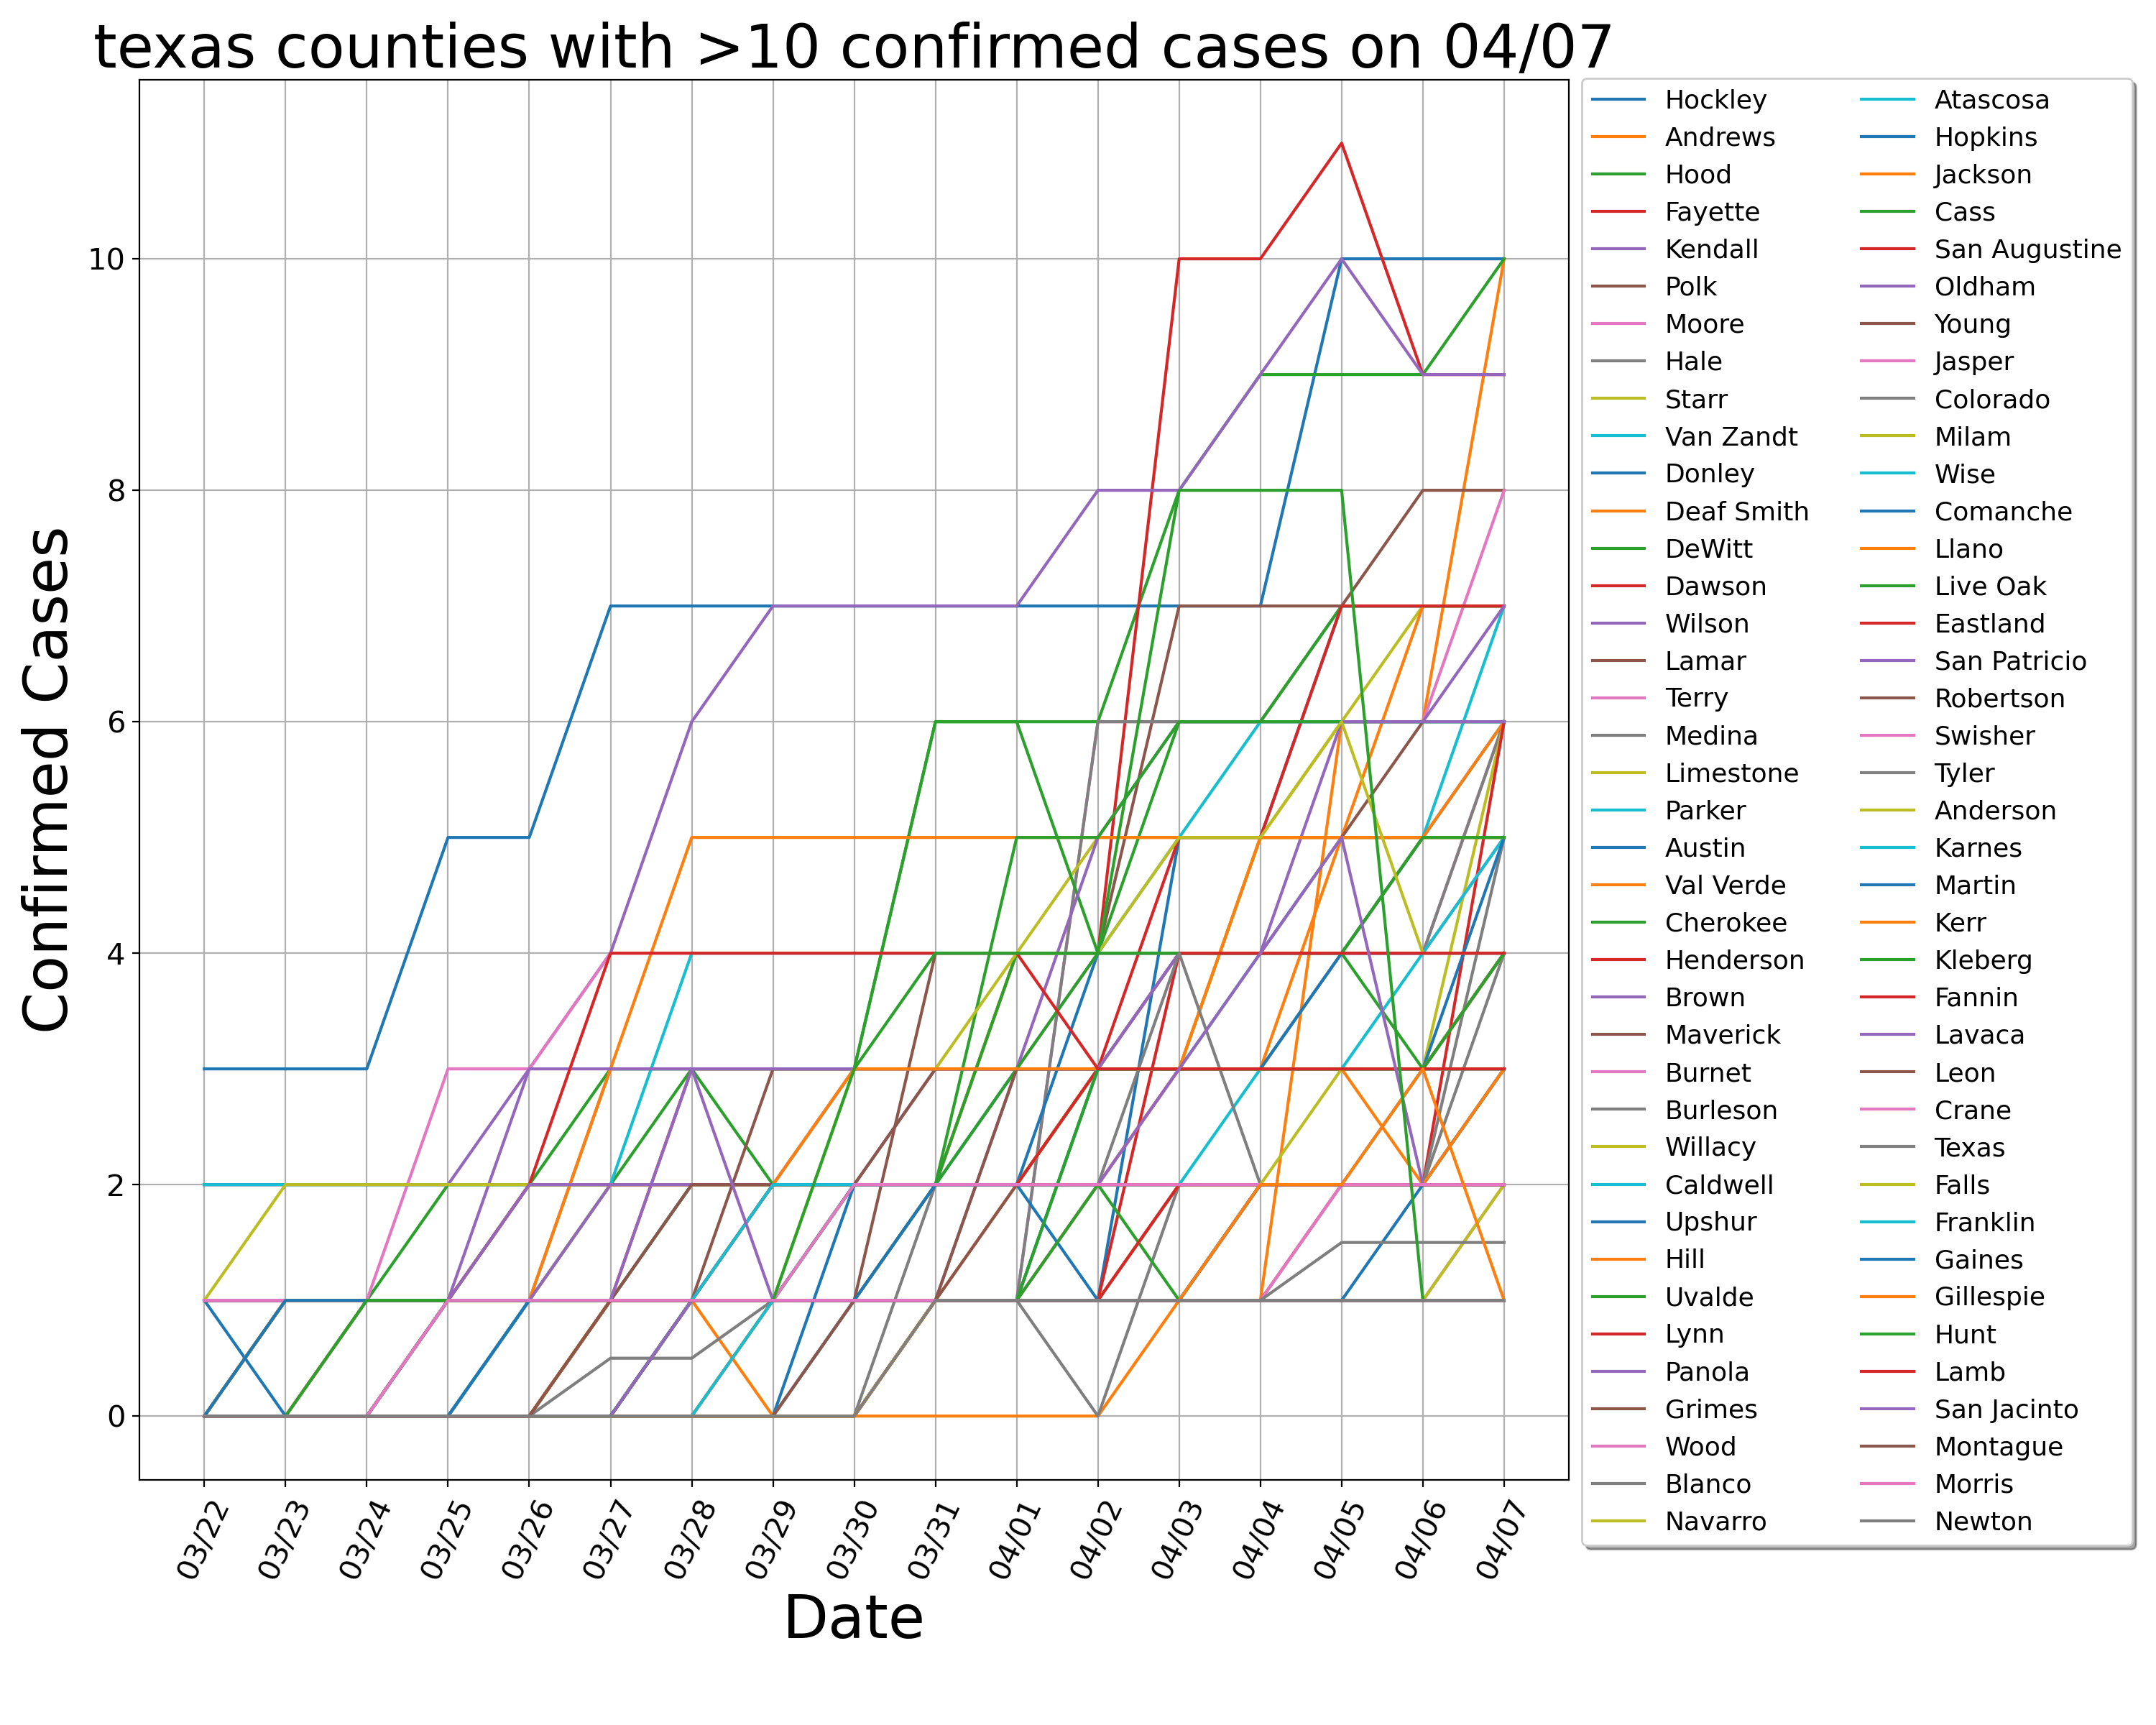 texas counties with >10 confirmed cases on 04/07
Confirmed Cases
10
8
6
4
2
0
03/22
03/23
03/24
03/25
03/26
03/27
03/28
03/29
03/30
03/31
04/01
04/02
04/03
04/04
04/05
04/06
04/07
Date
Hockley
Andrews
Hood
Fayette
Kendall
Polk
Moore
Hale
Starr
Van Zandt
Donley
Deaf Smith
DeWitt
Dawson
Wilson
Lamar
Terry
Medina
Limestone
Parker
Austin
Val Verde
Cherokee
Henderson
Brown
Maverick
Burnet
Burleson
Willacy
Caldwell
Upshur
Hill
Uvalde
Lynn
Panola
Grimes
Wood
Blanco
Navarro
Atascosa
Hopkins
Jackson
Cass
San Augustine
Oldham
Young
Jasper
Colorado
Milam
Wise
Comanche
Llano
Live Oak
Eastland
San Patricio
Robertson
Swisher
Tyler
Anderson
Karnes
Martin
Kerr
Kleberg
Fannin
Lavaca
Leon
Crane
Texas
Falls
Franklin
Gaines
Gillespie
Hunt
Lamb
San Jacinto
Montague
Morris
Newton